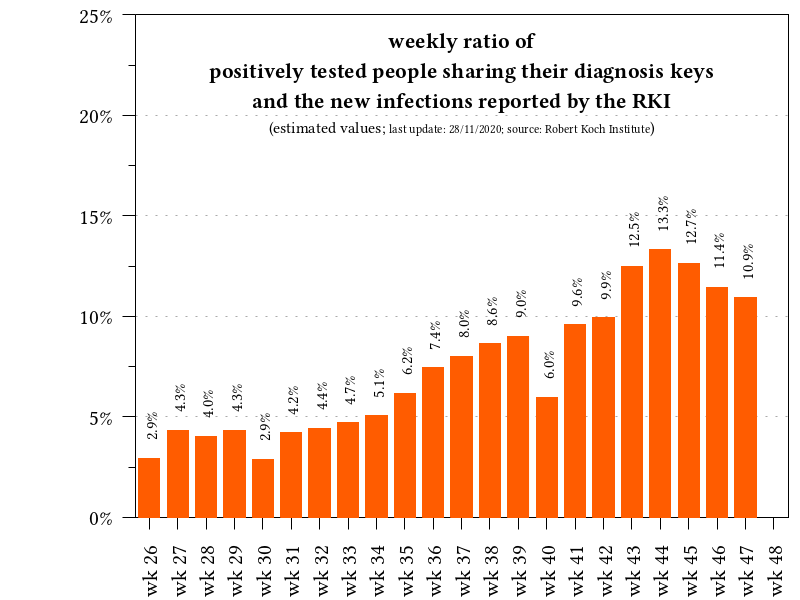 weekly ratio of
positively tested people sharing their diagnosis keys
and the new infections reported by the RKI
(estimated values; last update: 28/11/2020; source: Robert Koch Institute)
25%
20%
15%
10%
5%
0%
2.9%
4.3%
4.0%
4.3%
2.9%
4.2%
4.4%
4.7%
5.1%
6.2%
7.4%
8.0%
8.6%
9.0%
6.0%
9.6%
9.9%
12.5%
13.3%
12.7%
11.4%
10.9%
wk 26
wk 27
wk 28
wk 29
wk 30
wk 31
wk 32
wk 33
wk 34
wk 35
wk 36
wk 37
wk 38
wk 39
wk 40
wk 41
wk 42
wk 43
wk 44
wk 45
wk 46
wk 47
wk 48